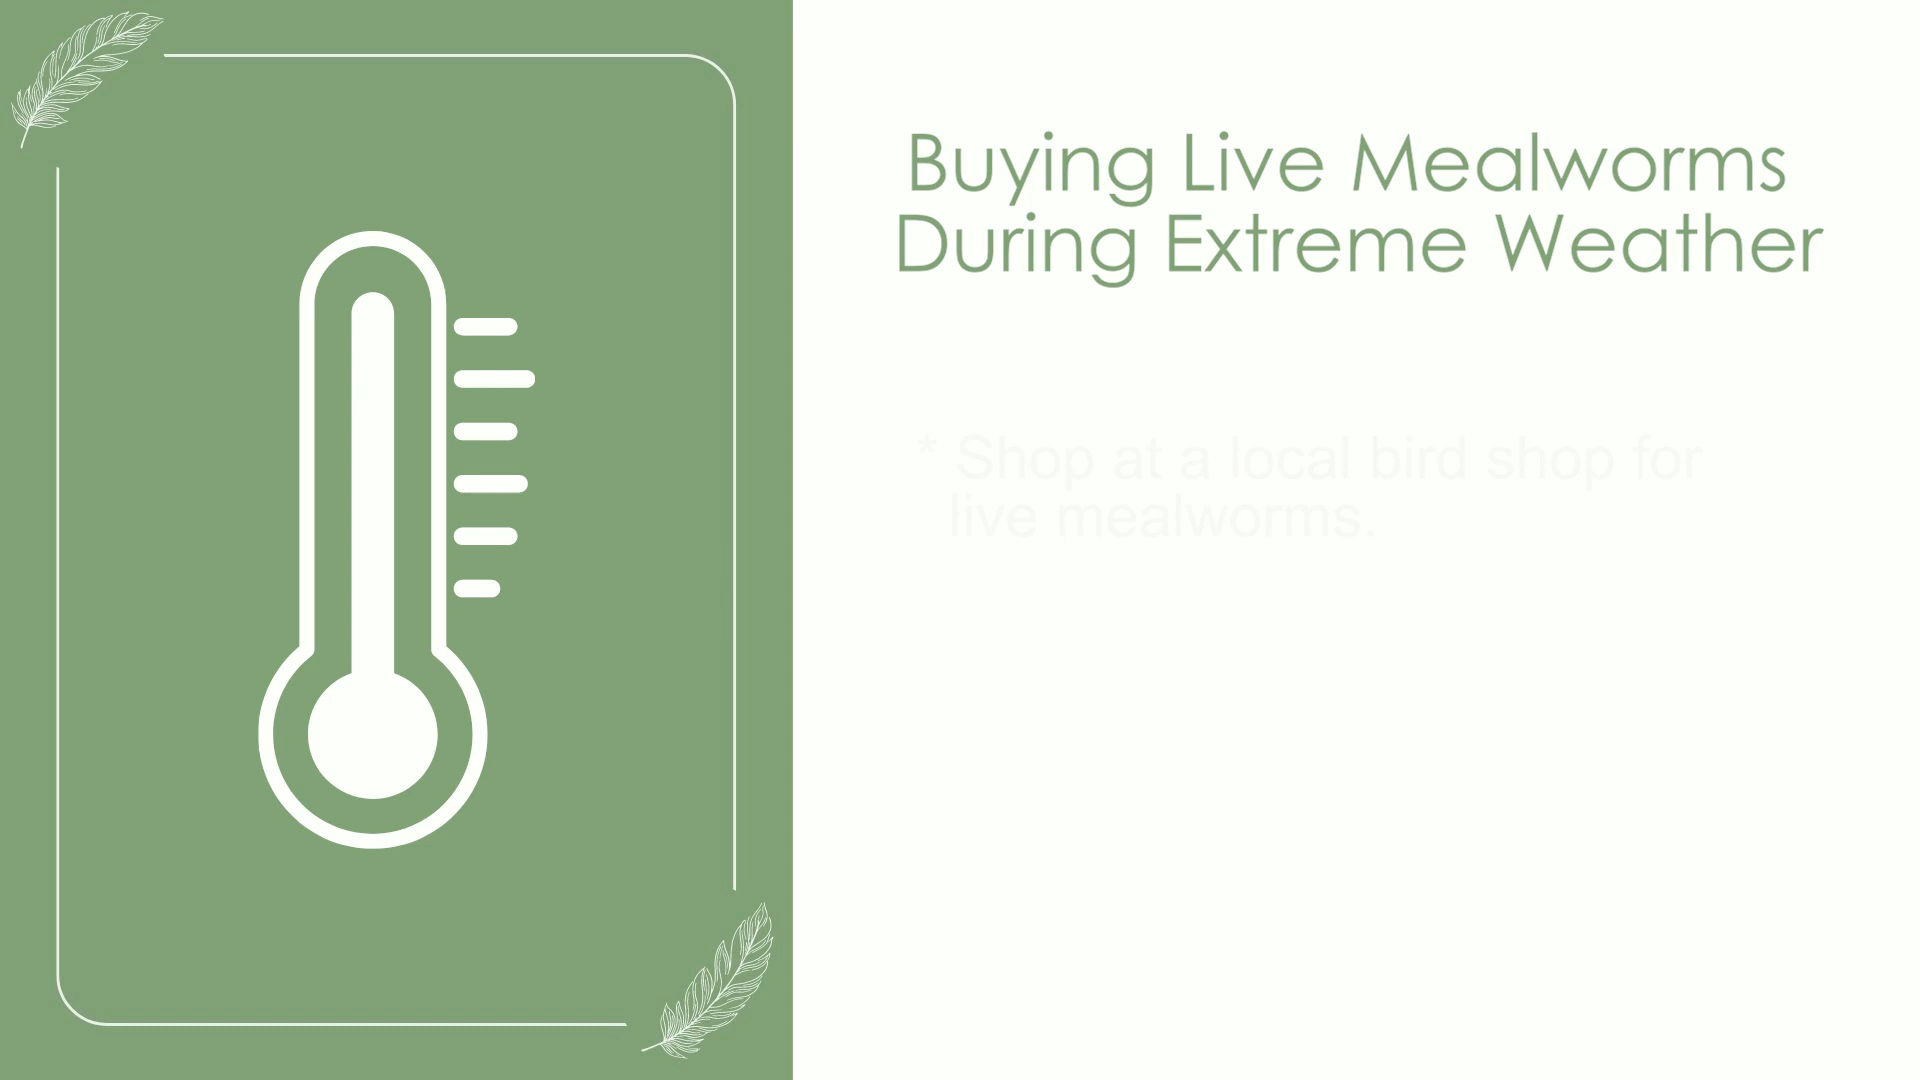 Buying Live Mealworms
During Extreme Weather
* Shop at a local bird shop for
live mealworms.